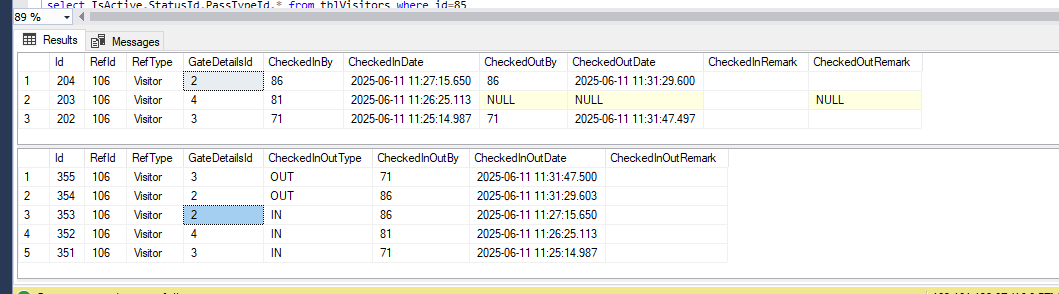 select IsActive,StatusId,PassTypeId,* from tblVisitors where id=85
89 %
Results Messages
Id RefId RefType GateDetailsId CheckedInBy CheckedInDate CheckedOutBy CheckedOutDate CheckedInRemark CheckedOutRemark
1 204 106 Visitor 2 86 2025-06-11 11:27:15.650 86 2025-06-11 11:31:29.600
2 203 106 Visitor 4 81 2025-06-11 11:26:25.113 NULL NULL NULL
3 202 106 Visitor 3 71 2025-06-11 11:25:14.987 71 2025-06-11 11:31:47.497
Id RefId RefType GateDetailsId CheckedInOutType CheckedInOutBy CheckedInOutDate CheckedInOutRemark
1 355 106 Visitor 3 OUT 71 2025-06-11 11:31:47.500
2 354 106 Visitor 2 OUT 86 2025-06-11 11:31:29.603
3 353 106 Visitor 2 IN 86 2025-06-11 11:27:15.650
4 352 106 Visitor 4 IN 81 2025-06-11 11:26:25.113
5 351 106 Visitor 3 IN 71 2025-06-11 11:25:14.987